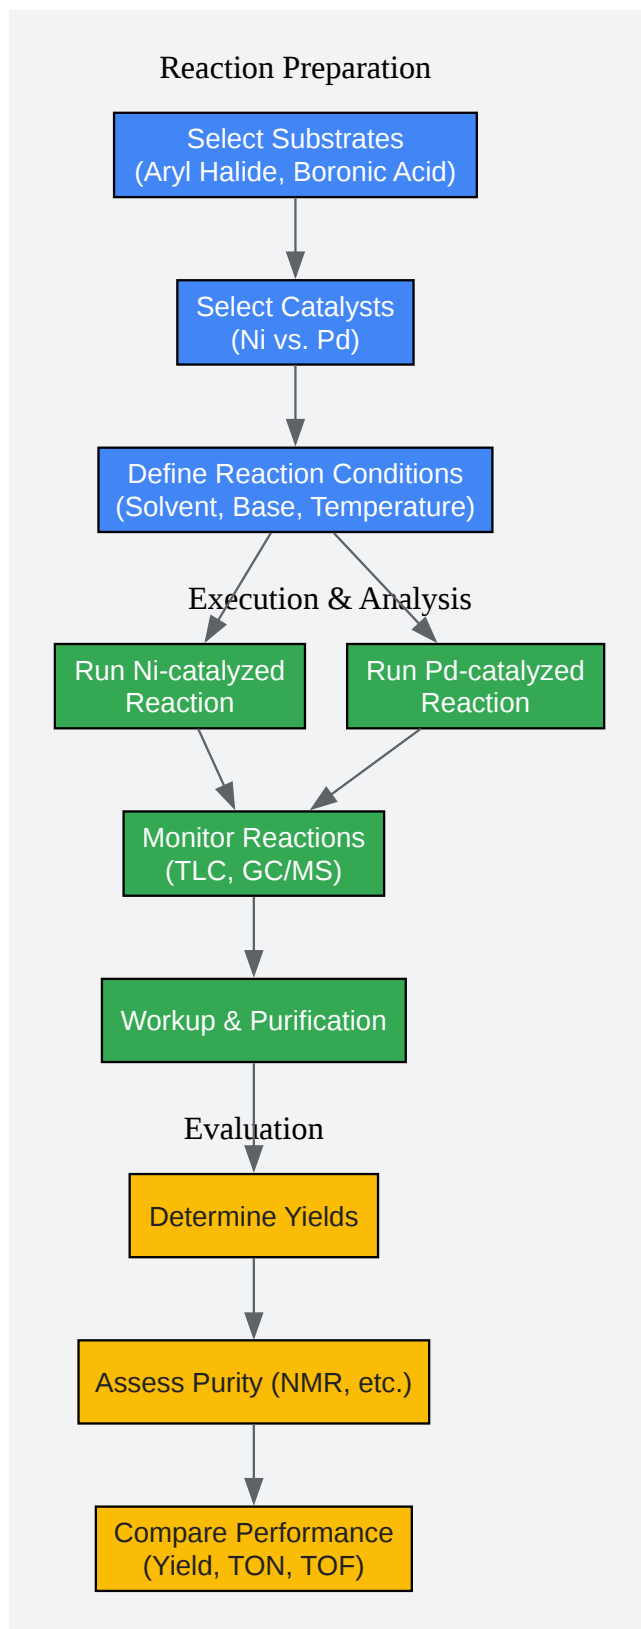 Reaction Preparation
Select Substrates
(Aryl Halide, Boronic Acid)
Select Catalysts
(Ni vs. Pd)
Define Reaction Conditions
(Solvent, Base, Temperature)
Execution & Analysis
Run Ni-catalyzed
Reaction
Run Pd-catalyzed
Reaction
Monitor Reactions
(TLC, GC/MS)
Workup & Purification
Evaluation
Determine Yields
Assess Purity (NMR, etc.)
Compare Performance
(Yield, TON, TOF)